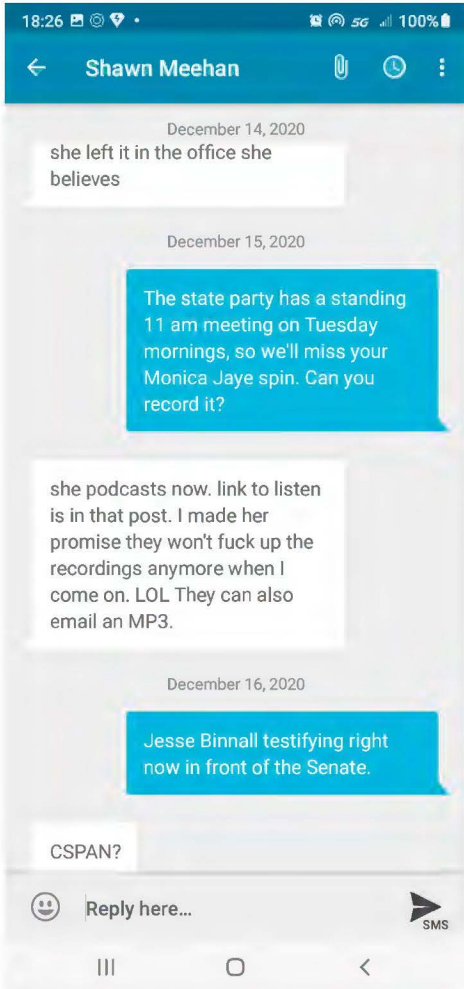 18:26 5G 100%
Shawn Meehan
December 14, 2020
she left it in the office she
believes
December 15, 2020
The state party has a standing
11 am meeting on Tuesday
mornings, so we'll miss your
Monica Jaye spin. Can you
record it?
she podcasts now. link to listen
is in that post. I made her
promise they won't fuck up the
recordings anymore when I
come on. LOL They can also
email an MP3.
December 16, 2020
Jesse Binnall testifying right
now in front of the Senate.
CSPAN?
Reply here...
SMS